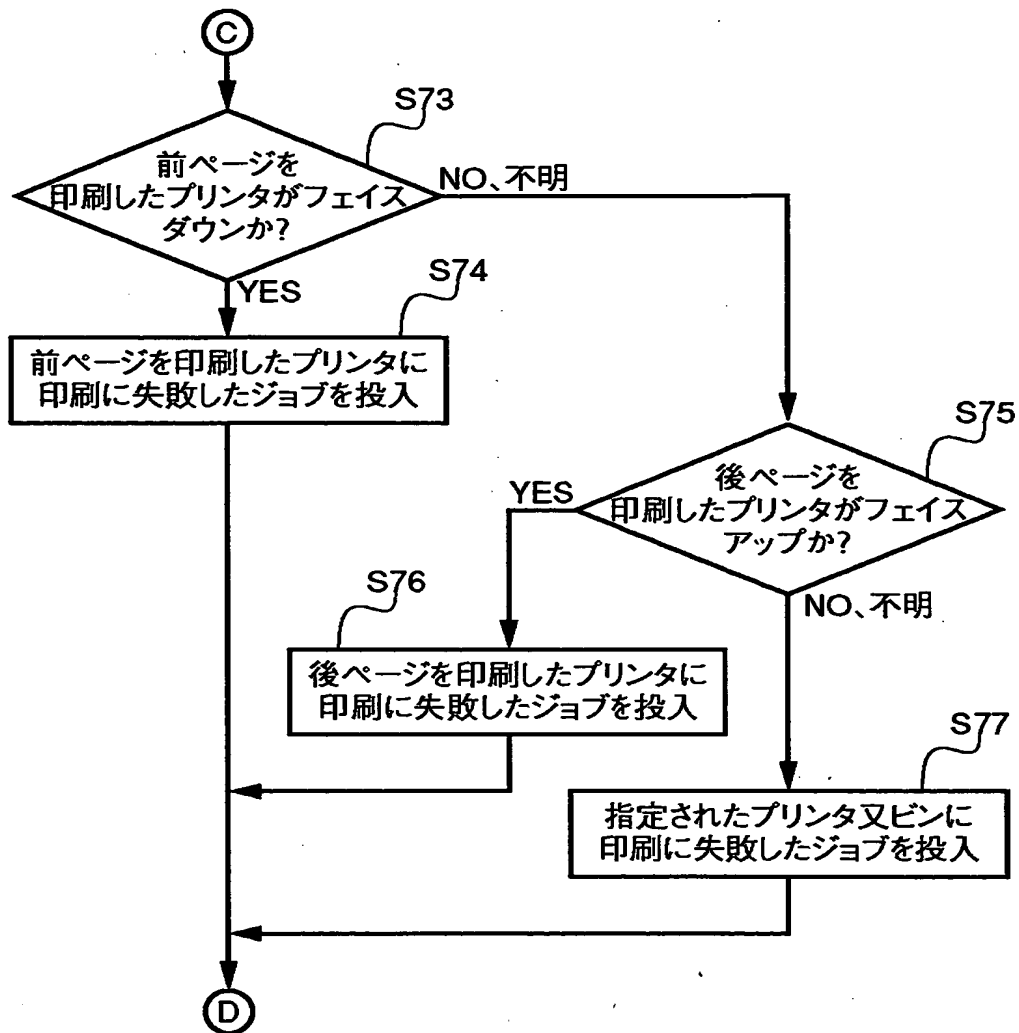 C
S73
前ページを
印刷したプリンタがフェイス
ダウンか?
NO、不明
YES
S74
前ページを印刷したプリンタに
印刷に失敗したジョブを投入
S75
後ページを
印刷したプリンタがフェイス
アップか?
YES
NO、不明
S76
後ページを印刷したプリンタに
印刷に失敗したジョブを投入
S77
指定されたプリンタ又ビンに
印刷に失敗したジョブを投入
D